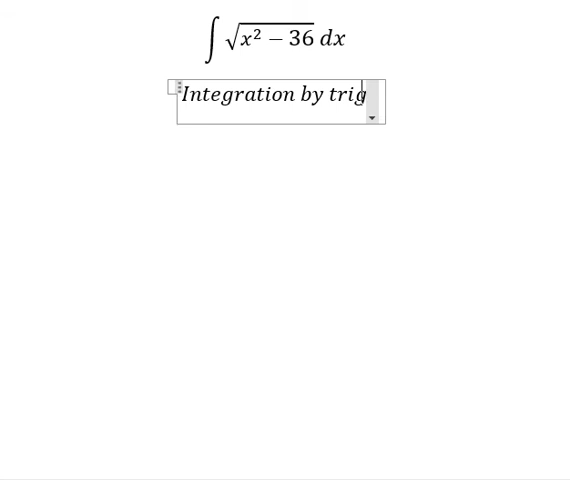 ∫ √x² − 36 dx
Integration by trig